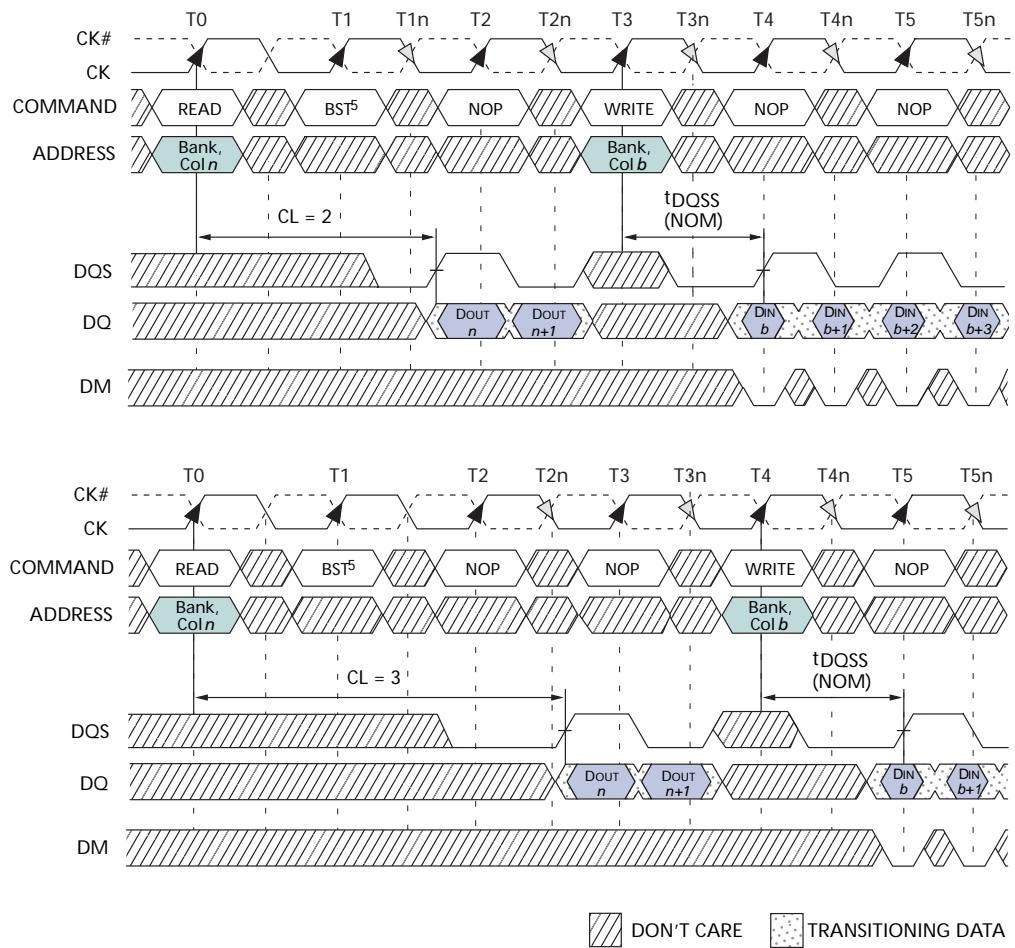 T0 T1 T1n T2 T2n T3 T3n T4 T4n T5 T5n
CK#
CK
COMMAND READ BST5 NOP WRITE NOP NOP
ADDRESS Bank, Col n Bank, Col b
CL = 2 tDQSS (NOM)
DQS
DQ DOUT n DOUT n+1 DIN b DIN b+1 DIN b+2 DIN b+3
DM
T0 T1 T2 T2n T3 T3n T4 T4n T5 T5n
CK#
CK
COMMAND READ BST5 NOP NOP WRITE NOP
ADDRESS Bank, Col n Bank, Col b
CL = 3 tDQSS (NOM)
DQS
DQ DOUT n DOUT n+1 DIN b DIN b+1
DM
DON'T CARE TRANSITIONING DATA